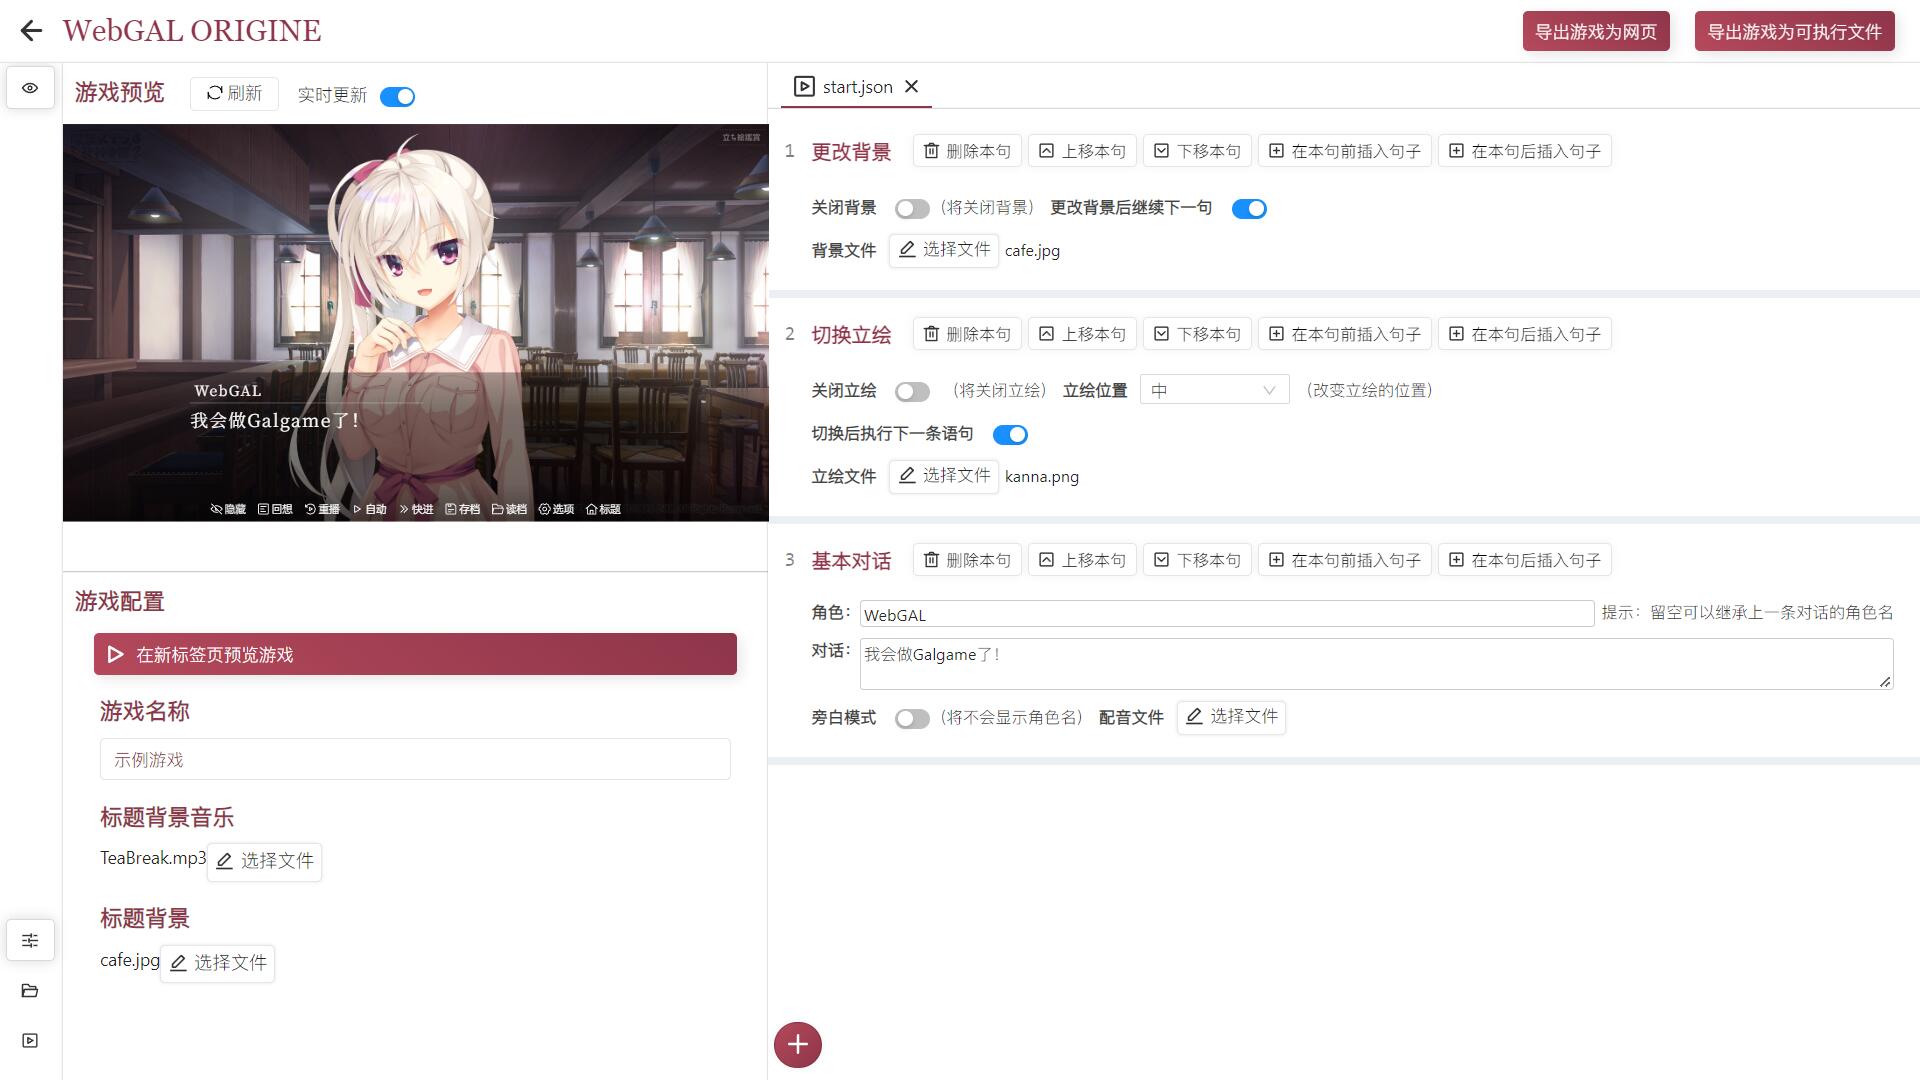 WebGAL ORIGINE
导出游戏为网页
导出游戏为可执行文件
游戏预览
刷新
实时更新
立ち絵鑑賞
WebGAL
我会做Galgame了！
隐藏 回想 重播 自动 快进 存档 读档 选项 标题
游戏配置
在新标签页预览游戏
游戏名称
示例游戏
标题背景音乐
TeaBreak.mp3 选择文件
标题背景
cafe.jpg 选择文件
start.json
1 更改背景 删除本句 上移本句 下移本句 在本句前插入句子 在本句后插入句子
关闭背景 （将关闭背景） 更改背景后继续下一句
背景文件 选择文件 cafe.jpg
2 切换立绘 删除本句 上移本句 下移本句 在本句前插入句子 在本句后插入句子
关闭立绘 （将关闭立绘） 立绘位置 中 （改变立绘的位置）
切换后执行下一条语句
立绘文件 选择文件 kanna.png
3 基本对话 删除本句 上移本句 下移本句 在本句前插入句子 在本句后插入句子
角色： WebGAL 提示：留空可以继承上一条对话的角色名
对话： 我会做Galgame了！
旁白模式 （将不会显示角色名） 配音文件 选择文件